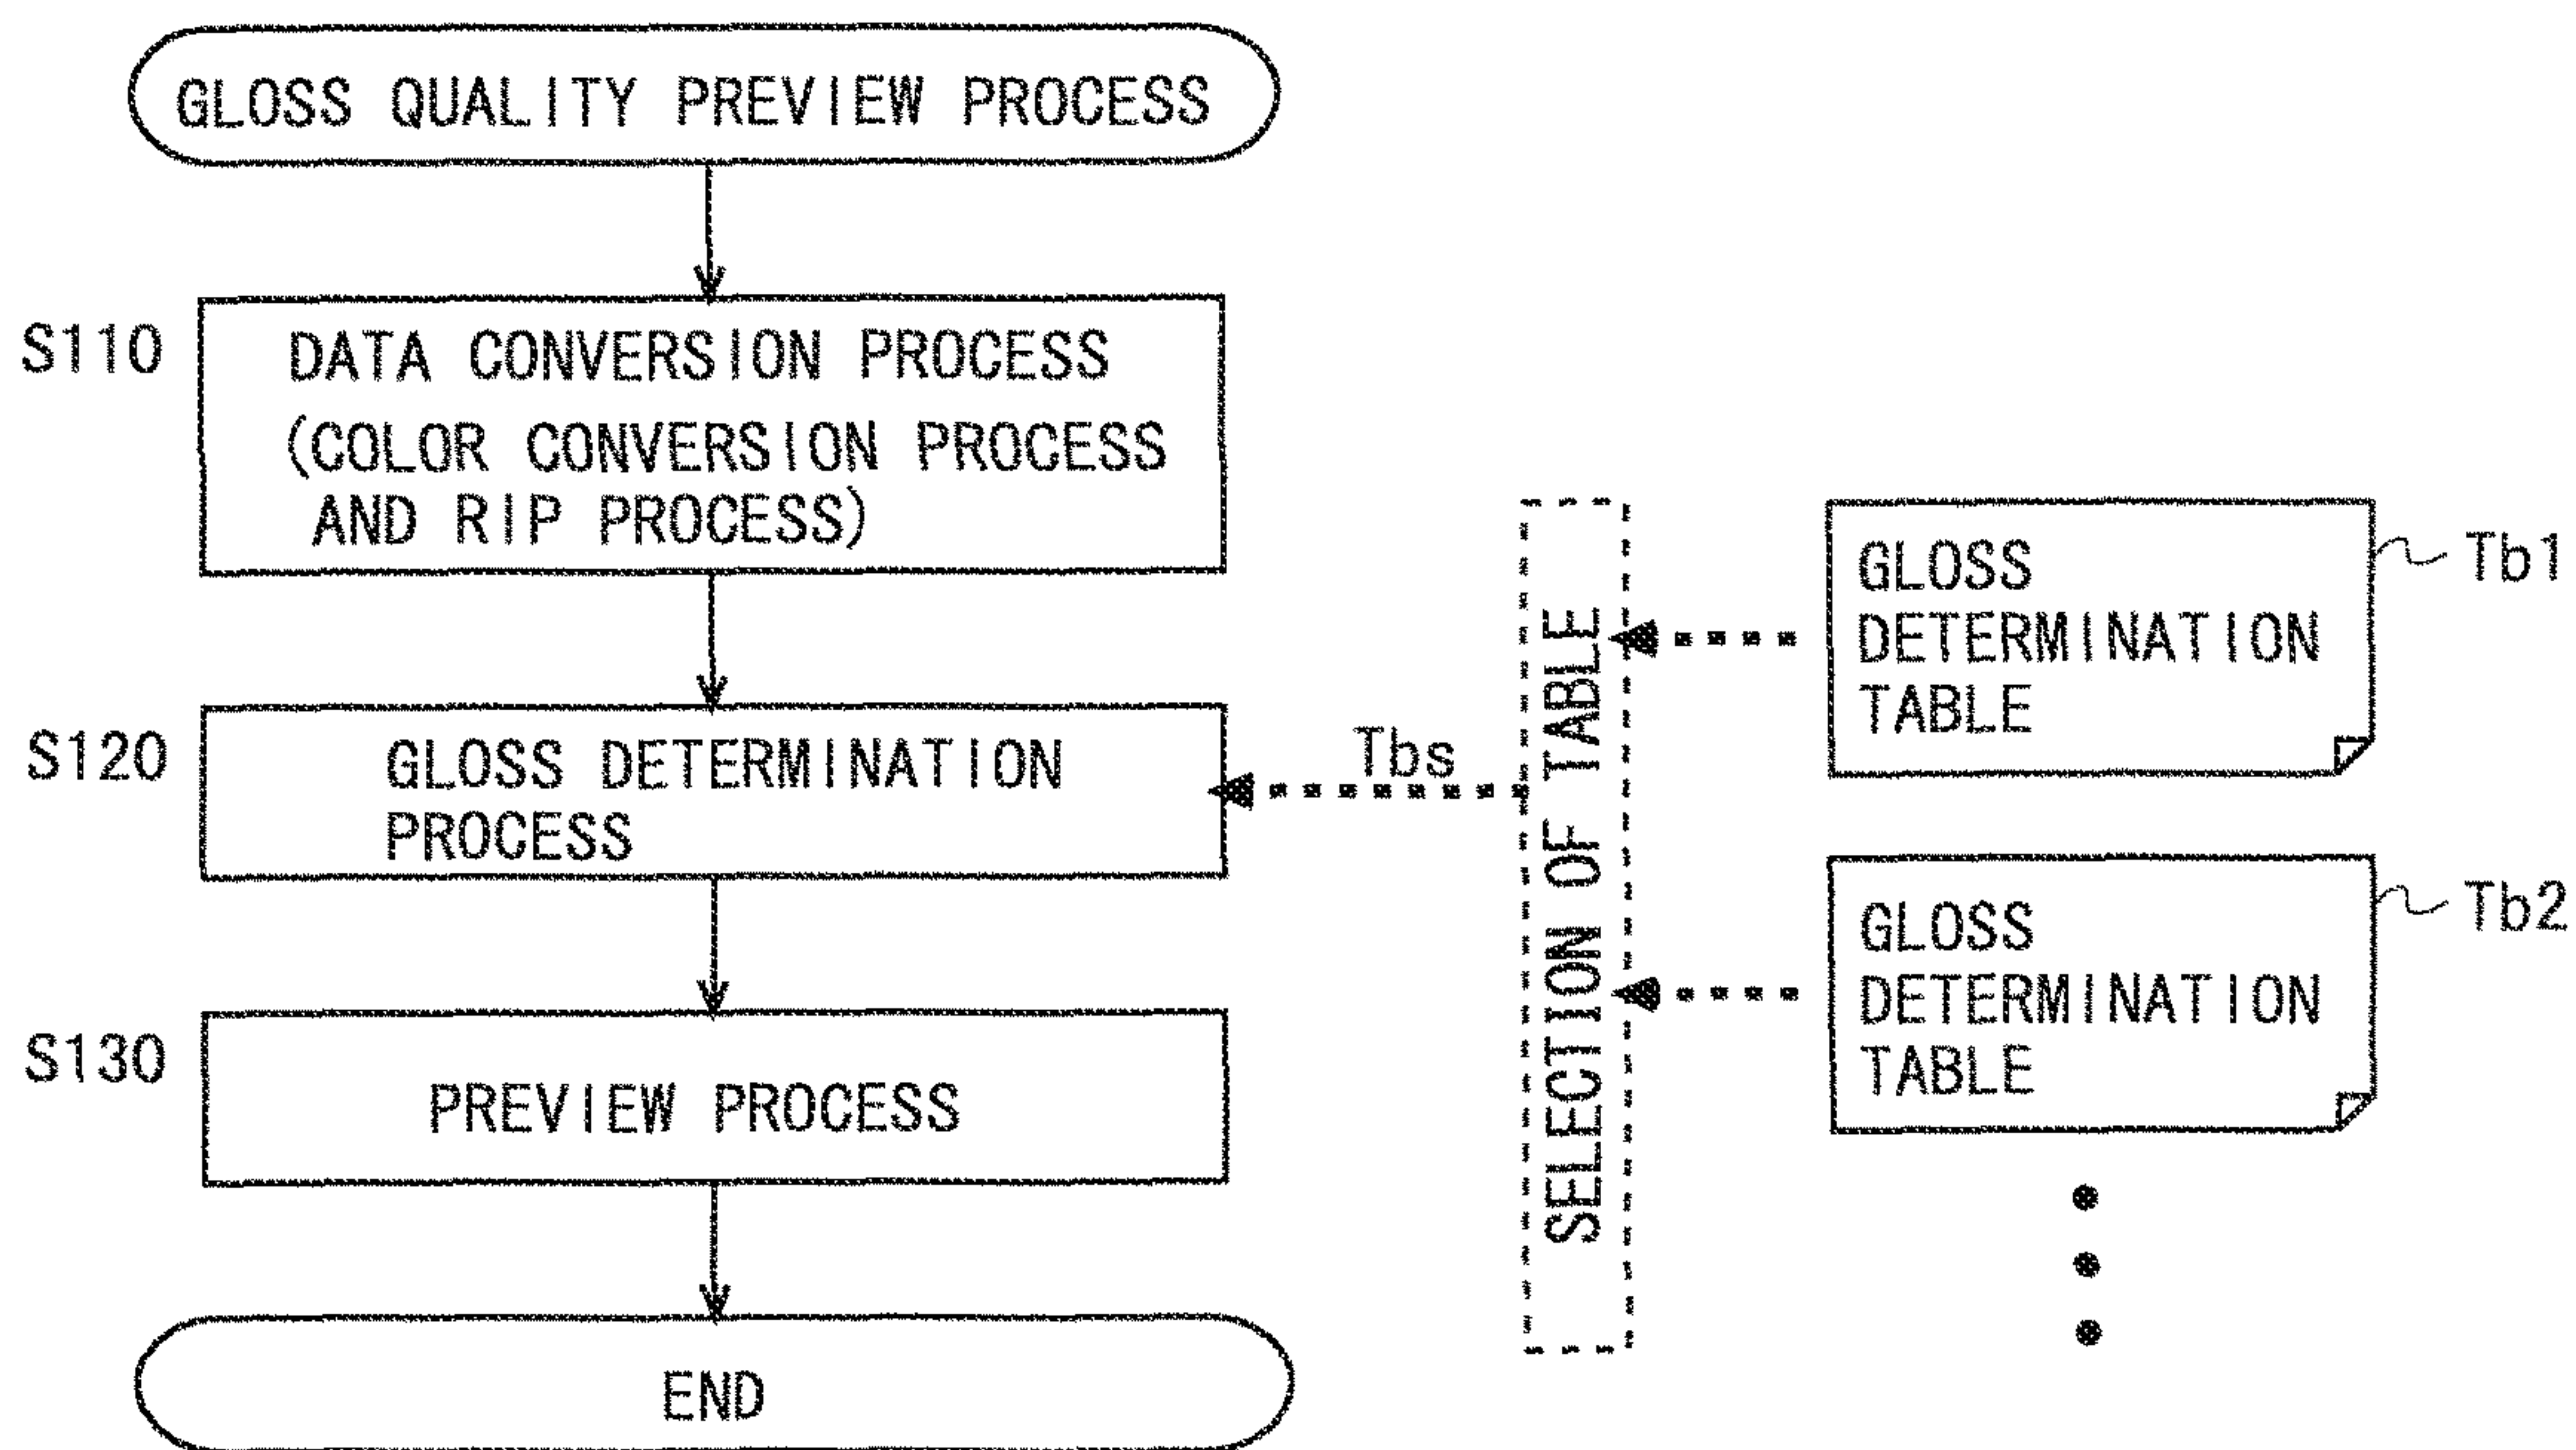 GLOSS QUALITY PREVIEW PROCESS
S110
DATA CONVERSION PROCESS
(COLOR CONVERSION PROCESS
AND RIP PROCESS)
S120
GLOSS DETERMINATION
PROCESS
Tbs
S130
PREVIEW PROCESS
END
SELECTION OF TABLE
GLOSS
DETERMINATION
TABLE
Tb1
GLOSS
DETERMINATION
TABLE
Tb2